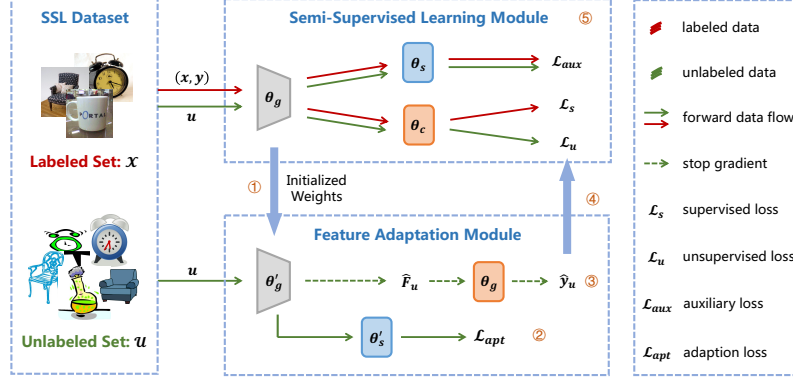 SSL Dataset
(x, y)
u
PORTAL
Labeled Set: X
Unlabeled Set: U
Semi-Supervised Learning Module ⑤
θg
θs
ℒaux
θc
ℒs
ℒu
①
Initialized
Weights
④
Feature Adaptation Module
u
θ′g
F̂u
θg
ŷu
③
θ′s
ℒapt
②
labeled data
unlabeled data
forward data flow
stop gradient
ℒs supervised loss
ℒu unsupervised loss
ℒaux auxiliary loss
ℒapt adaption loss